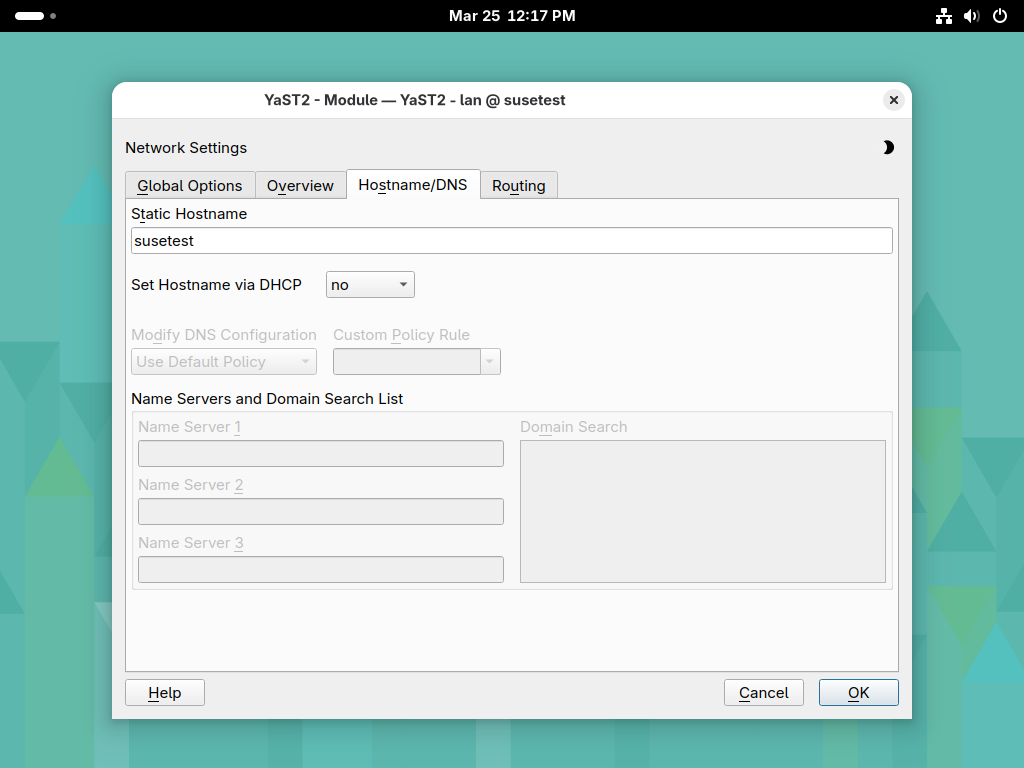 Mar 25 12:17 PM
YaST2 - Module — YaST2 - lan @ susetest
Network Settings
Global Options Overview Hostname/DNS Routing
Static Hostname
susetest
Set Hostname via DHCP no
Modify DNS Configuration Custom Policy Rule
Use Default Policy
Name Servers and Domain Search List
Name Server 1 Domain Search
Name Server 2
Name Server 3
Help Cancel OK